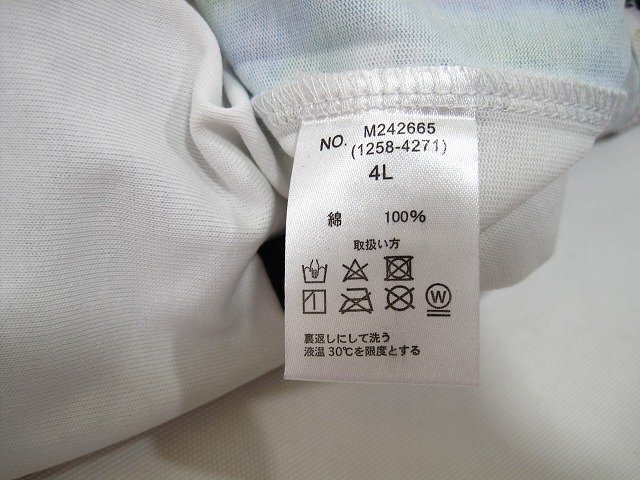 NO. M242665
(1258-4271)
4L
綿 100%
取扱い方
W
裏返しにして洗う
液温30℃を限度とする